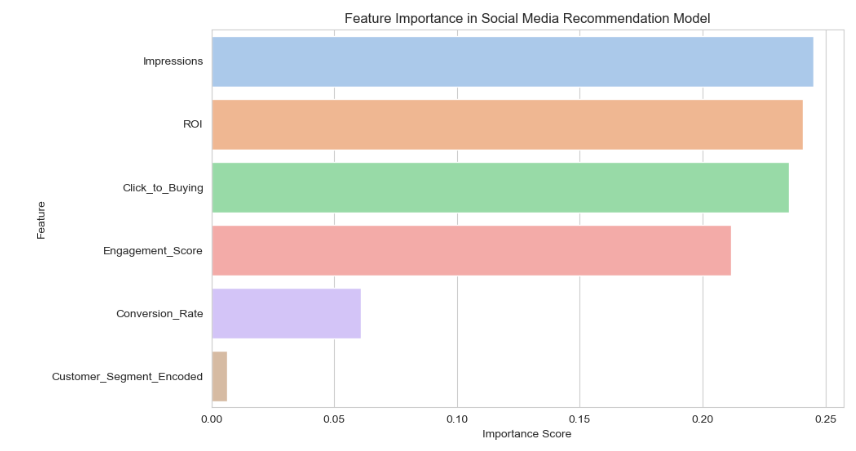 Feature Importance in Social Media Recommendation Model
Feature
Impressions
ROI
Click_to_Buying
Engagement_Score
Conversion_Rate
Customer_Segment_Encoded
0.00 0.05 0.10 0.15 0.20 0.25
Importance Score